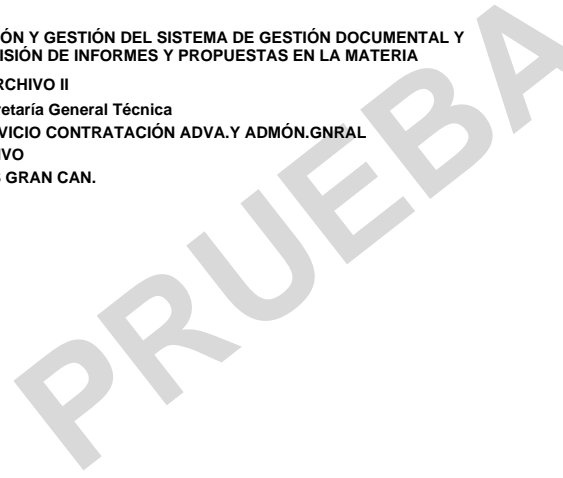 ÓN Y GESTIÓN DEL SISTEMA DE GESTIÓN DOCUMENTAL Y
ISIÓN DE INFORMES Y PROPUESTAS EN LA MATERIA
RCHIVO II
retaría General Técnica
VICIO CONTRATACIÓN ADVA.Y ADMÓN.GNRAL
IVO
GRAN CAN.
PRUEBA